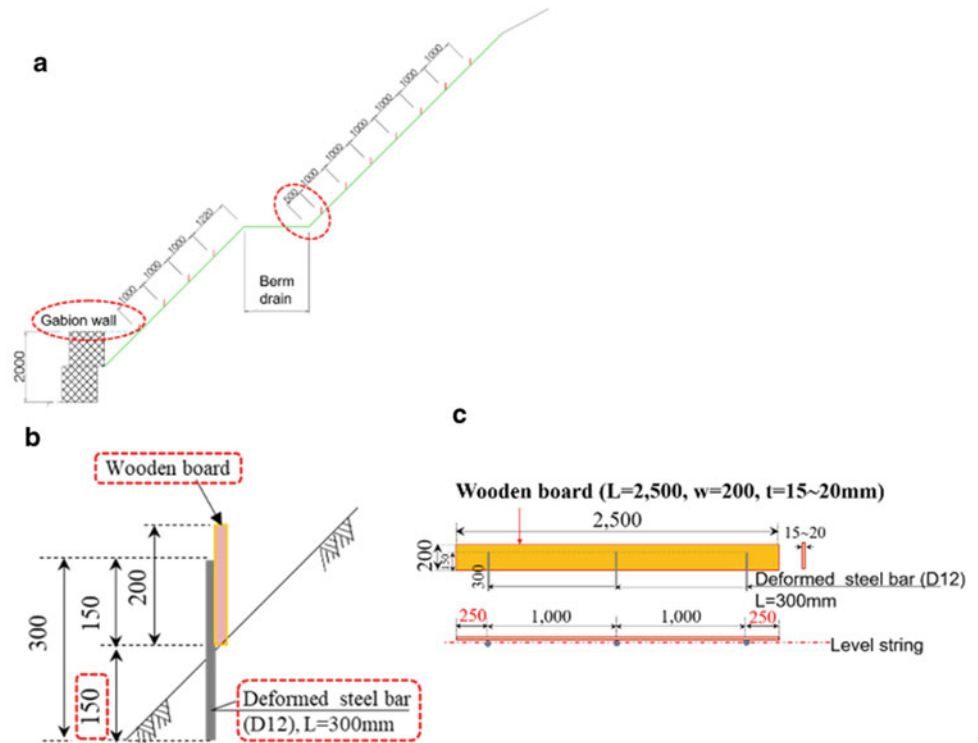 a
1000
1000
1000
1000
1000
1000
500
1220
1000
1000
1000
Berm
drain
Gabion wall
2000
b
Wooden board
300
150
200
150
Deformed steel bar
(D12), L=300mm
c
Wooden board (L=2,500, w=200, t=15~20mm)
2,500
15~20
200
150
300
Deformed steel bar (D12)
L=300mm
250
1,000
1,000
250
Level string